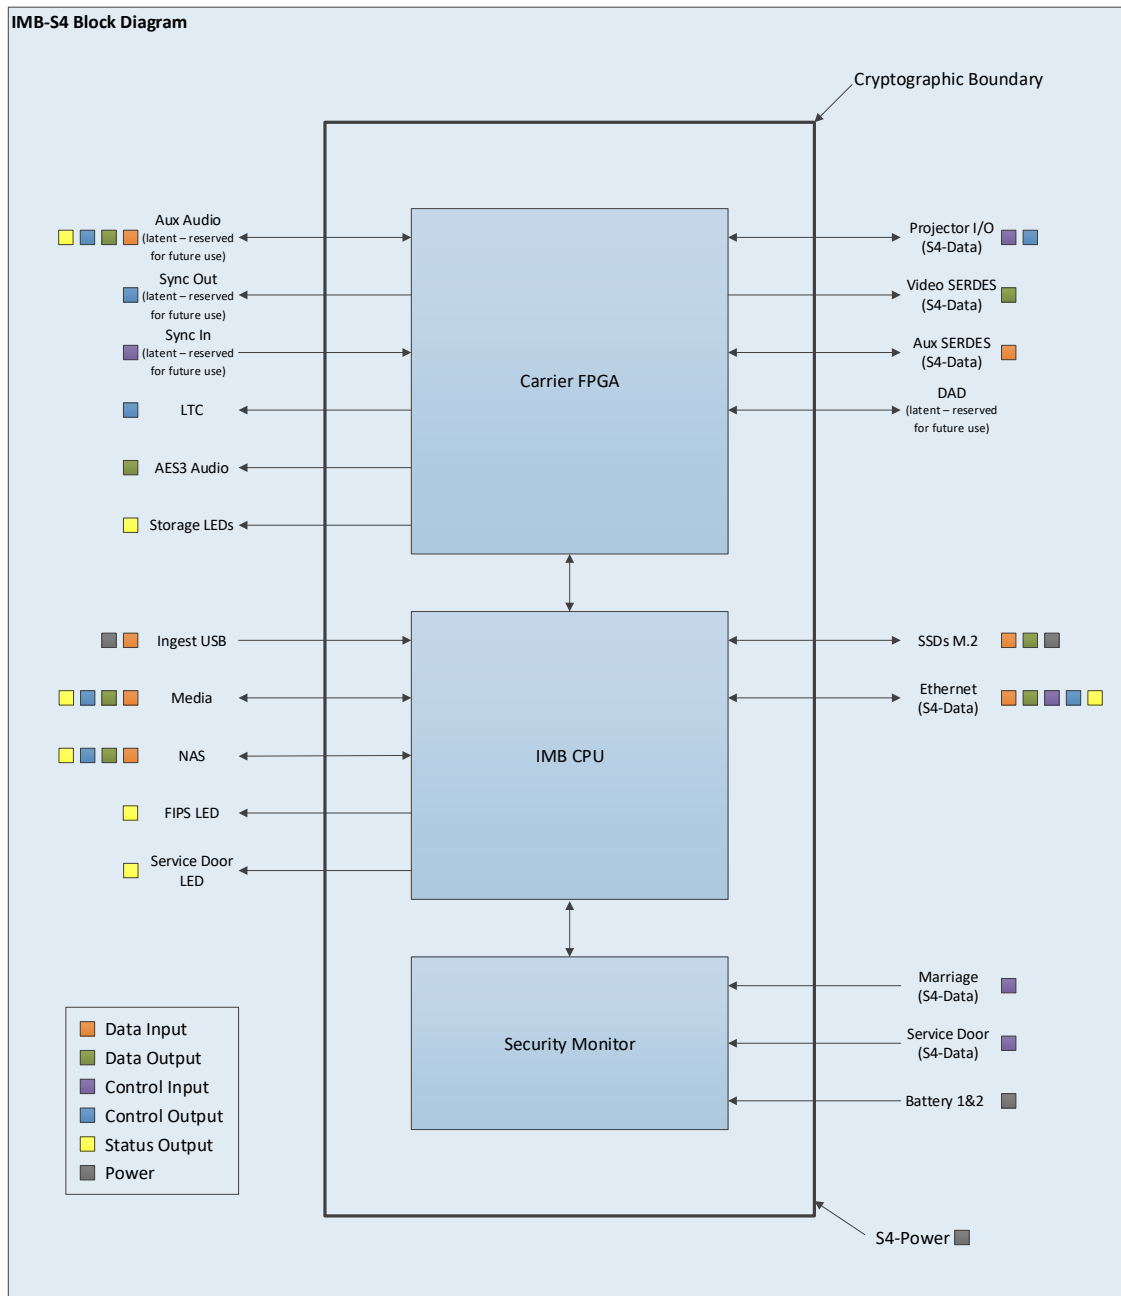 IMB-S4 Block Diagram
Cryptographic Boundary
Aux Audio
(latent – reserved
for future use)
Sync Out
(latent – reserved
for future use)
Sync In
(latent – reserved
for future use)
LTC
AES3 Audio
Storage LEDs
Carrier FPGA
Projector I/O
(S4-Data)
Video SERDES
(S4-Data)
Aux SERDES
(S4-Data)
DAD
(latent – reserved
for future use)
Ingest USB
Media
NAS
FIPS LED
Service Door
LED
IMB CPU
SSDs M.2
Ethernet
(S4-Data)
Security Monitor
Marriage
(S4-Data)
Service Door
(S4-Data)
Battery 1&2
Data Input
Data Output
Control Input
Control Output
Status Output
Power
S4-Power